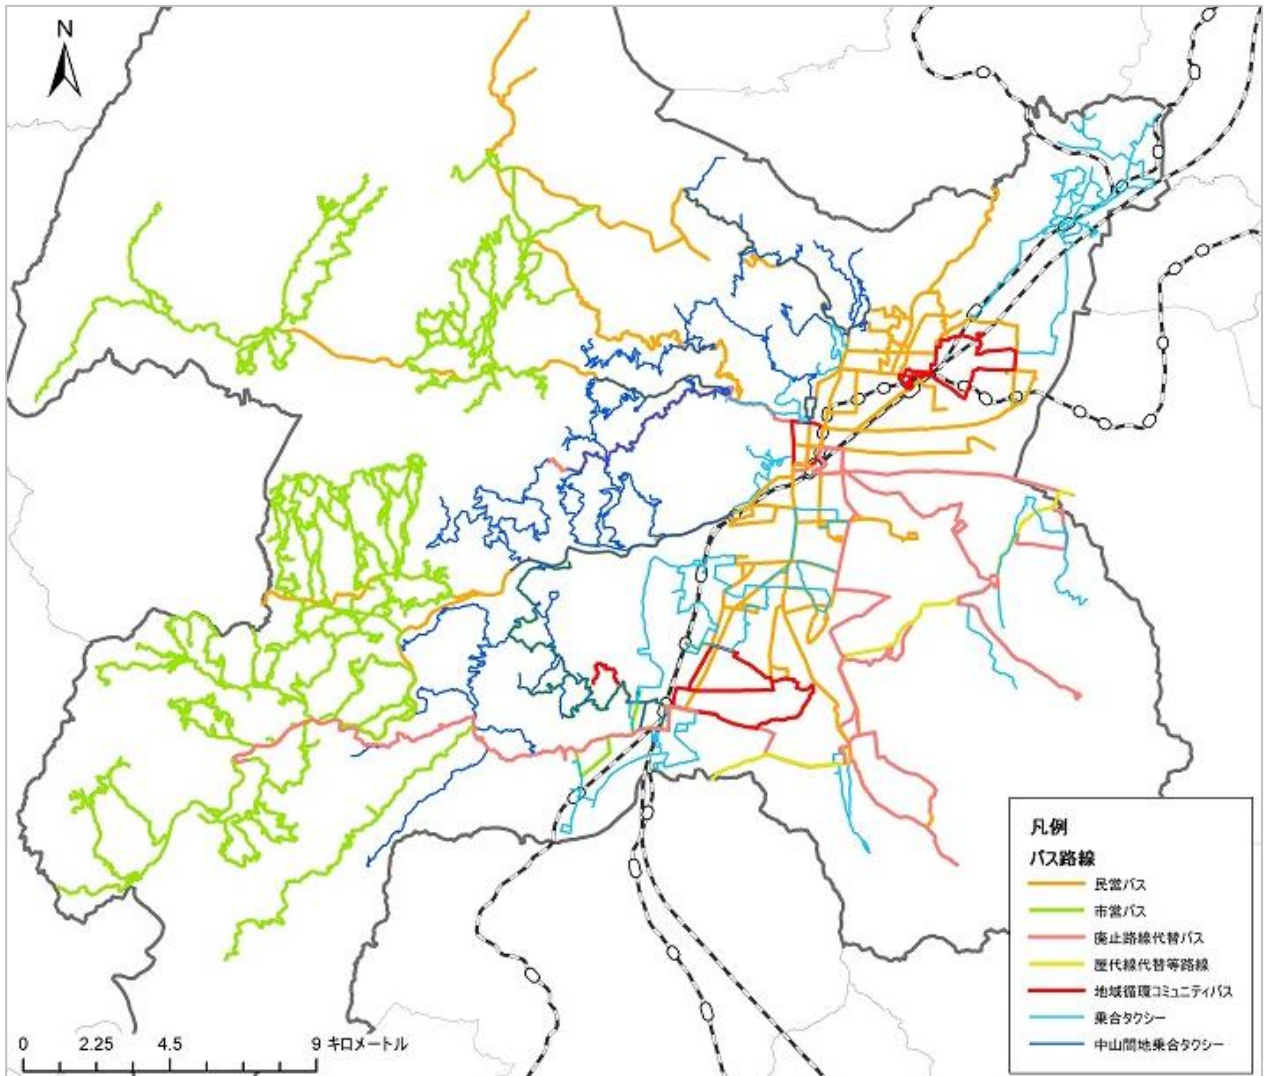 N
凡例
バス路線
民営バス
市営バス
廃止路線代替バス
屋代線代替等路線
地域循環コミュニティバス
乗合タクシー
中山間地乗合タクシー
0 2.25 4.5 9 キロメートル